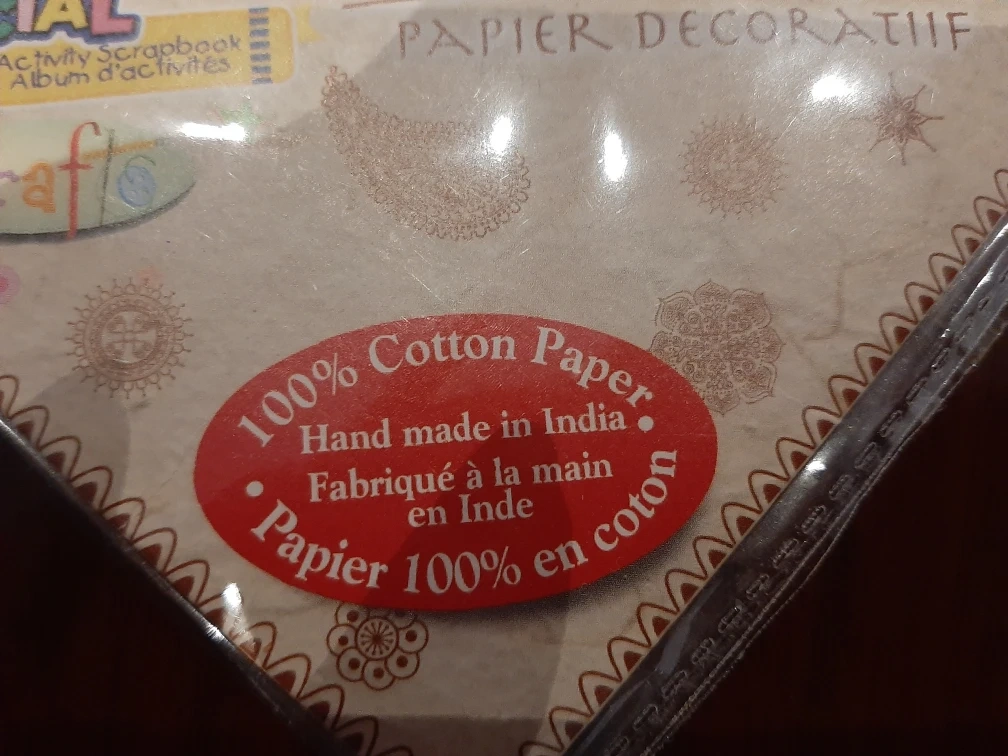 IAL
Activity Scrapbook
Album d'activités
PAPIER DECORATIIF
100% Cotton Paper
Hand made in India
Fabriqué à la main
en Inde
Papier 100% en coton